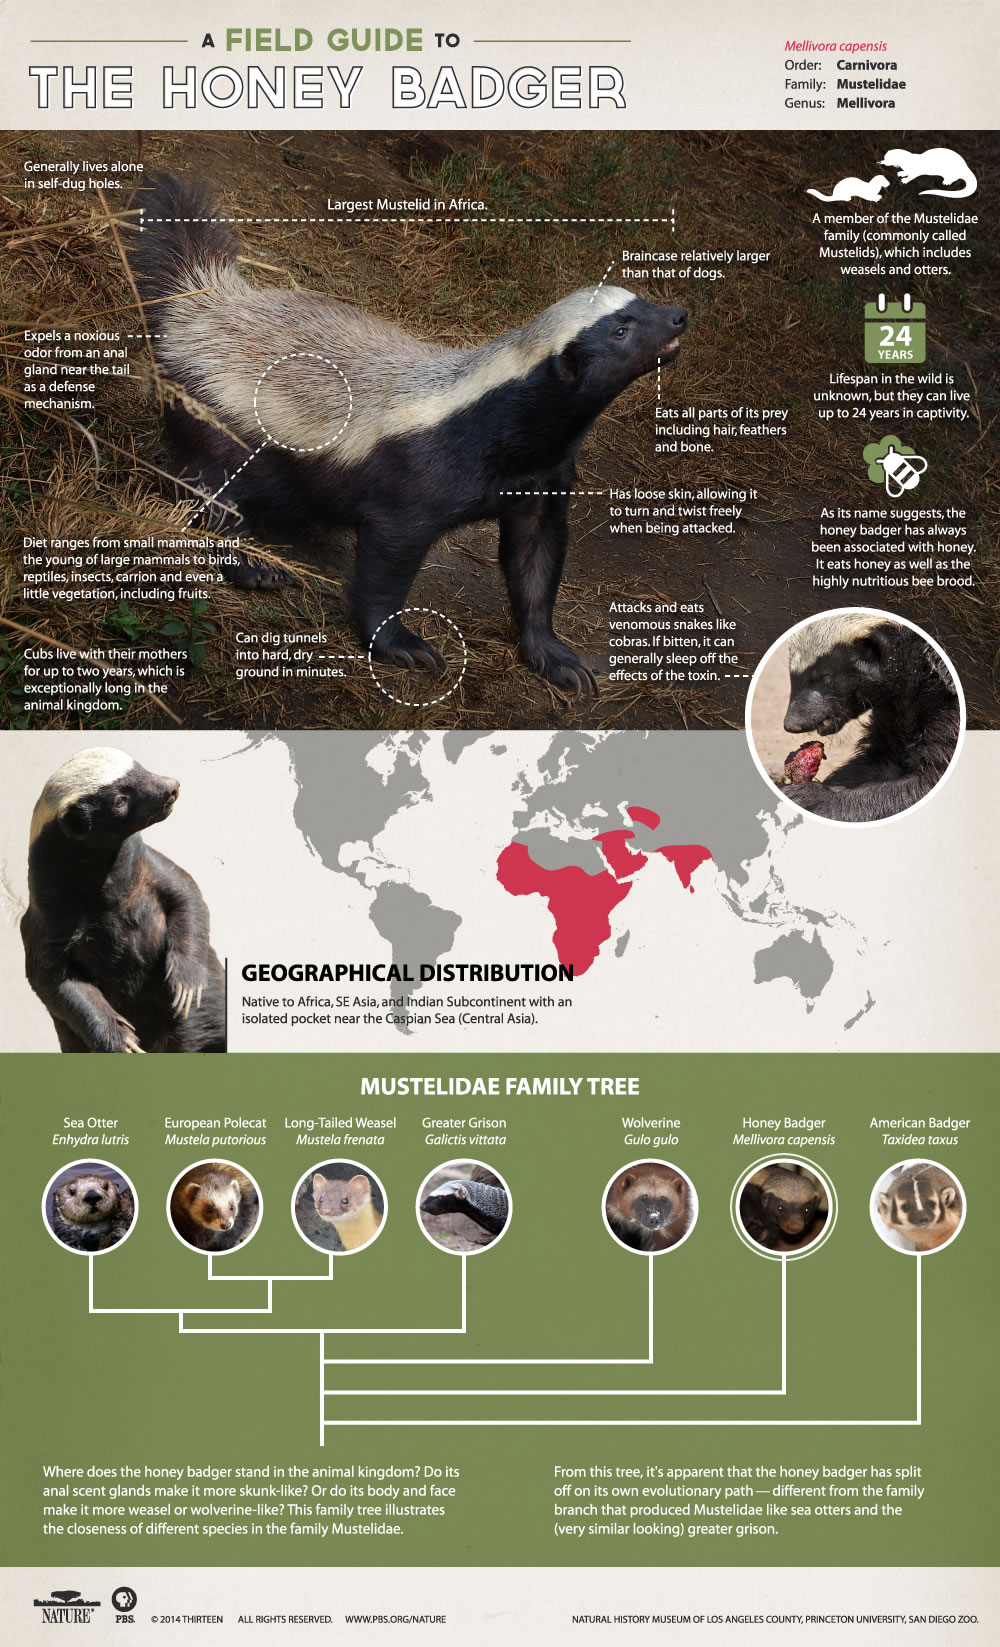 A FIELD GUIDE TO
THE HONEY BADGER
Mellivora capensis
Order: Carnivora
Family: Mustelidae
Genus: Mellivora
Generally lives alone
in self-dug holes.
Largest Mustelid in Africa.
Braincase relatively larger
than that of dogs.
A member of the Mustelidae
family (commonly called
Mustelids), which includes
weasels and otters.
24
YEARS
Lifespan in the wild is
unknown, but they can live
up to 24 years in captivity.
Expels a noxious
odor from an anal
gland near the tail
as a defense
mechanism.
Eats all parts of its prey
including hair, feathers
and bone.
Has loose skin, allowing it
to turn and twist freely
when being attacked.
As its name suggests, the
honey badger has always
been associated with honey.
It eats honey as well as the
highly nutritious bee brood.
Diet ranges from small mammals and
the young of large mammals to birds,
reptiles, insects, carrion and even a
little vegetation, including fruits.
Attacks and eats
venomous snakes like
cobras. If bitten, it can
generally sleep off the
effects of the toxin.
Can dig tunnels
into hard, dry
ground in minutes.
Cubs live with their mothers
for up to two years, which is
exceptionally long in the
animal kingdom.
GEOGRAPHICAL DISTRIBUTION
Native to Africa, SE Asia, and Indian Subcontinent with an
isolated pocket near the Caspian Sea (Central Asia).
MUSTELIDAE FAMILY TREE
Sea Otter
Enhydra lutris
European Polecat
Mustela putorious
Long-Tailed Weasel
Mustela frenata
Greater Grison
Galictis vittata
Wolverine
Gulo gulo
Honey Badger
Mellivora capensis
American Badger
Taxidea taxus
Where does the honey badger stand in the animal kingdom? Do its
anal scent glands make it more skunk-like? Or do its body and face
make it more weasel or wolverine-like? This family tree illustrates
the closeness of different species in the family Mustelidae.
From this tree, it's apparent that the honey badger has split
off on its own evolutionary path — different from the family
branch that produced Mustelidae like sea otters and the
(very similar looking) greater grison.
NATURE®
PBS.
© 2014 THIRTEEN ALL RIGHTS RESERVED. WWW.PBS.ORG/NATURE
NATURAL HISTORY MUSEUM OF LOS ANGELES COUNTY, PRINCETON UNIVERSITY, SAN DIEGO ZOO.